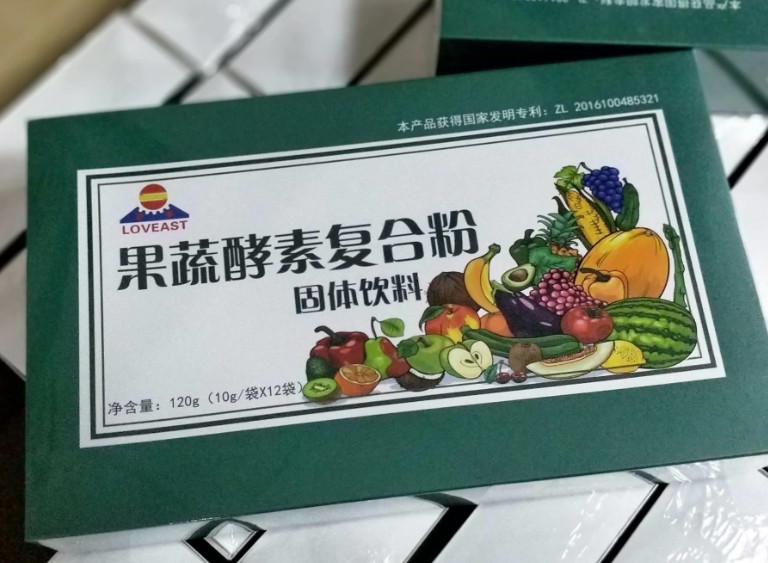 本产品获得国家发明专利：ZL 2016100485321
LOVEAST
果蔬酵素复合粉
固体饮料
净含量：120g（10g/袋X12袋）